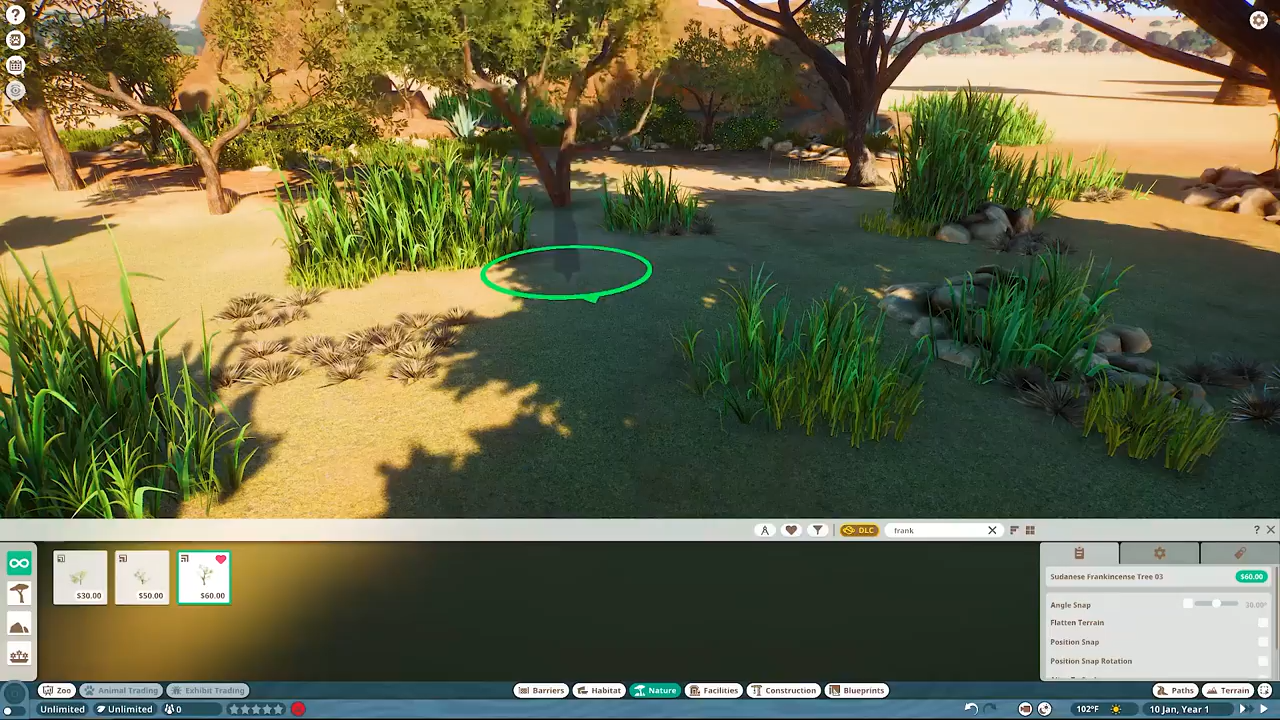 ?
DLC
frank
?
$30.00
$50.00
$60.00
Sudanese Frankincense Tree 03
$60.00
Angle Snap
30.00°
Flatten Terrain
Position Snap
Position Snap Rotation
Zoo
Animal Trading
Exhibit Trading
Barriers
Habitat
Nature
Facilities
Construction
Blueprints
Paths
Terrain
Unlimited
Unlimited
0
102°F
10 Jan, Year 1